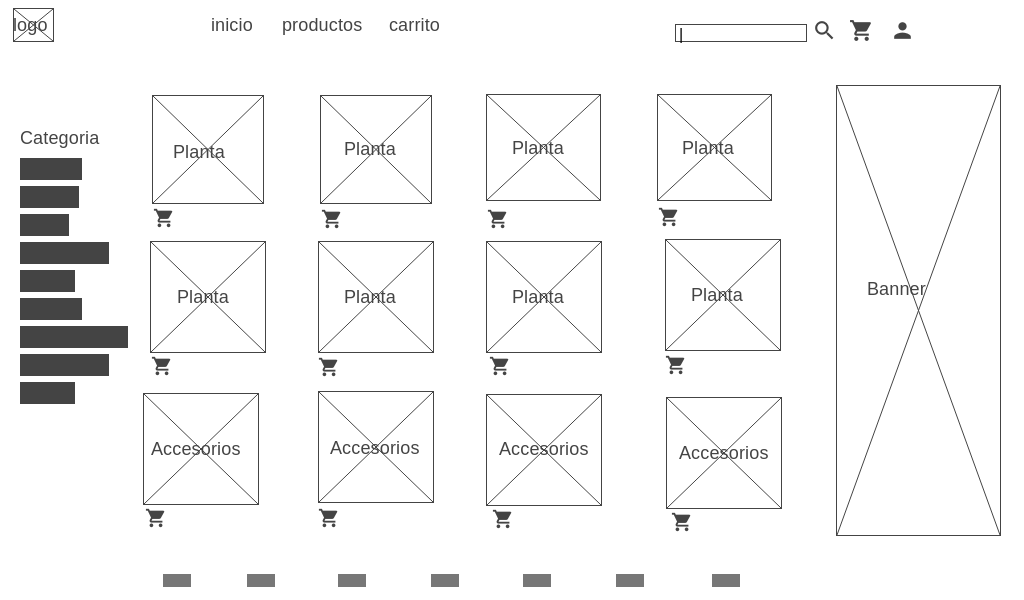 logo
inicio productos carrito
Categoria
Planta Planta Planta Planta
Planta Planta Planta Planta
Banner
Accesorios Accesorios Accesorios Accesorios